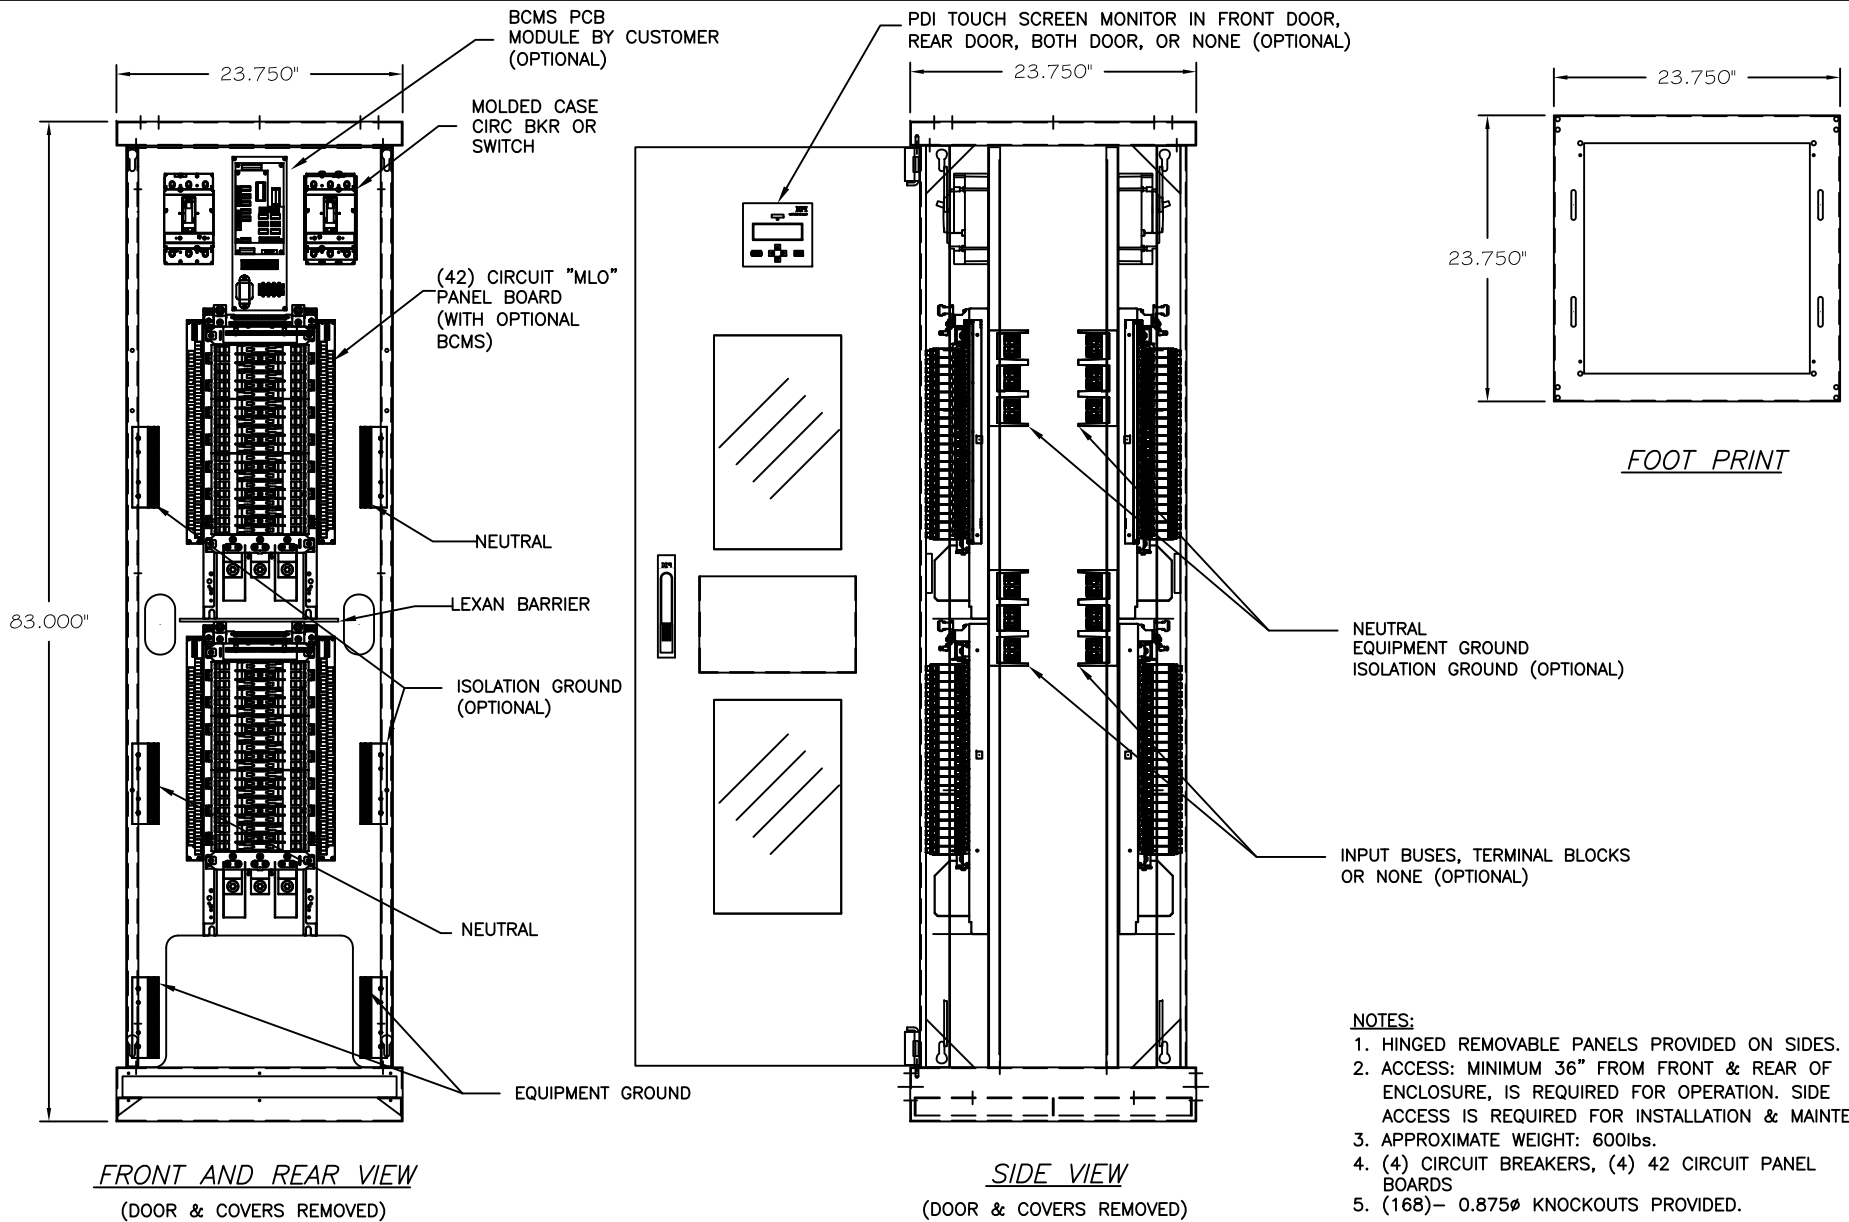 BCMS PCB
MODULE BY CUSTOMER
(OPTIONAL)
PDI TOUCH SCREEN MONITOR IN FRONT DOOR,
REAR DOOR, BOTH DOOR, OR NONE (OPTIONAL)
23.750"
23.750"
23.750"
MOLDED CASE
CIRC BKR OR
SWITCH
(42) CIRCUIT "MLO"
PANEL BOARD
(WITH OPTIONAL
BCMS)
23.750"
FOOT PRINT
NEUTRAL
LEXAN BARRIER
83.000"
NEUTRAL
EQUIPMENT GROUND
ISOLATION GROUND (OPTIONAL)
ISOLATION GROUND
(OPTIONAL)
INPUT BUSES, TERMINAL BLOCKS
OR NONE (OPTIONAL)
NEUTRAL
EQUIPMENT GROUND
FRONT AND REAR VIEW
(DOOR & COVERS REMOVED)
SIDE VIEW
(DOOR & COVERS REMOVED)
NOTES:
1. HINGED REMOVABLE PANELS PROVIDED ON SIDES.
2. ACCESS: MINIMUM 36" FROM FRONT & REAR OF
ENCLOSURE, IS REQUIRED FOR OPERATION. SIDE
ACCESS IS REQUIRED FOR INSTALLATION & MAINTE
3. APPROXIMATE WEIGHT: 600lbs.
4. (4) CIRCUIT BREAKERS, (4) 42 CIRCUIT PANEL
BOARDS
5. (168)– 0.875ø KNOCKOUTS PROVIDED.